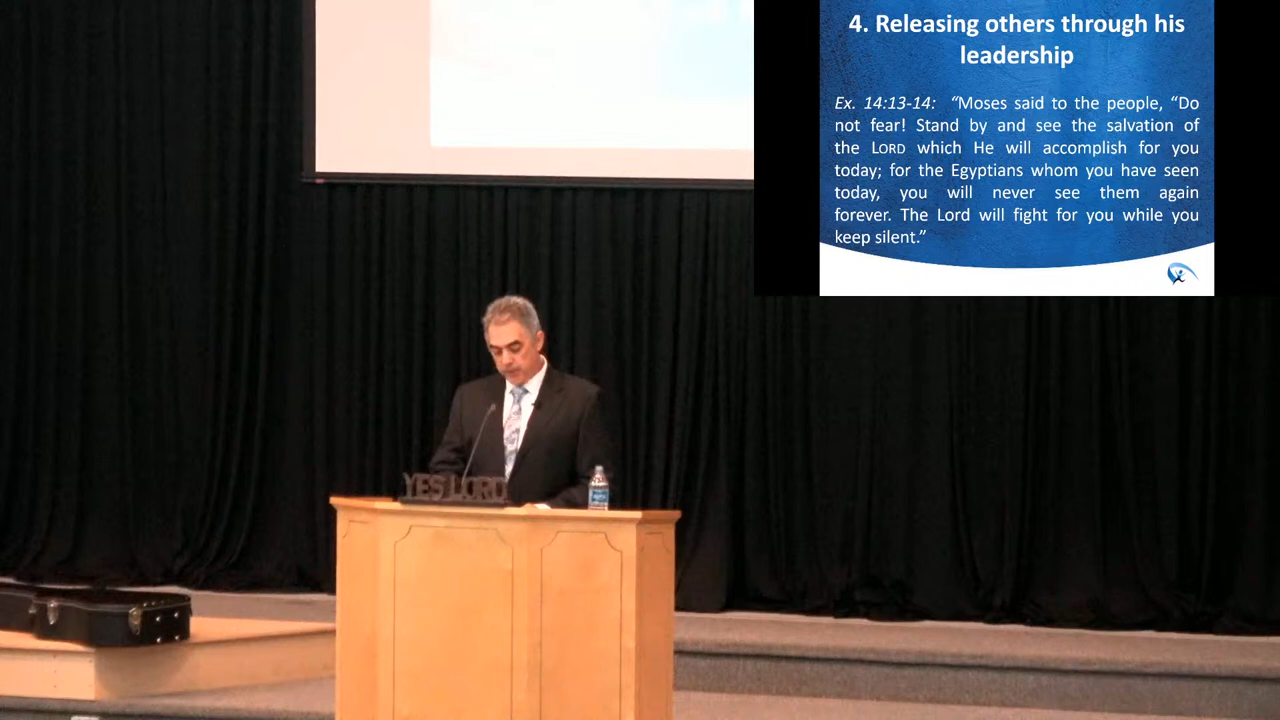 4. Releasing others through his
leadership
Ex. 14:13-14: “Moses said to the people, “Do
not fear! Stand by and see the salvation of
the LORD which He will accomplish for you
today; for the Egyptians whom you have seen
today, you will never see them again
forever. The Lord will fight for you while you
keep silent.”
YES LORD